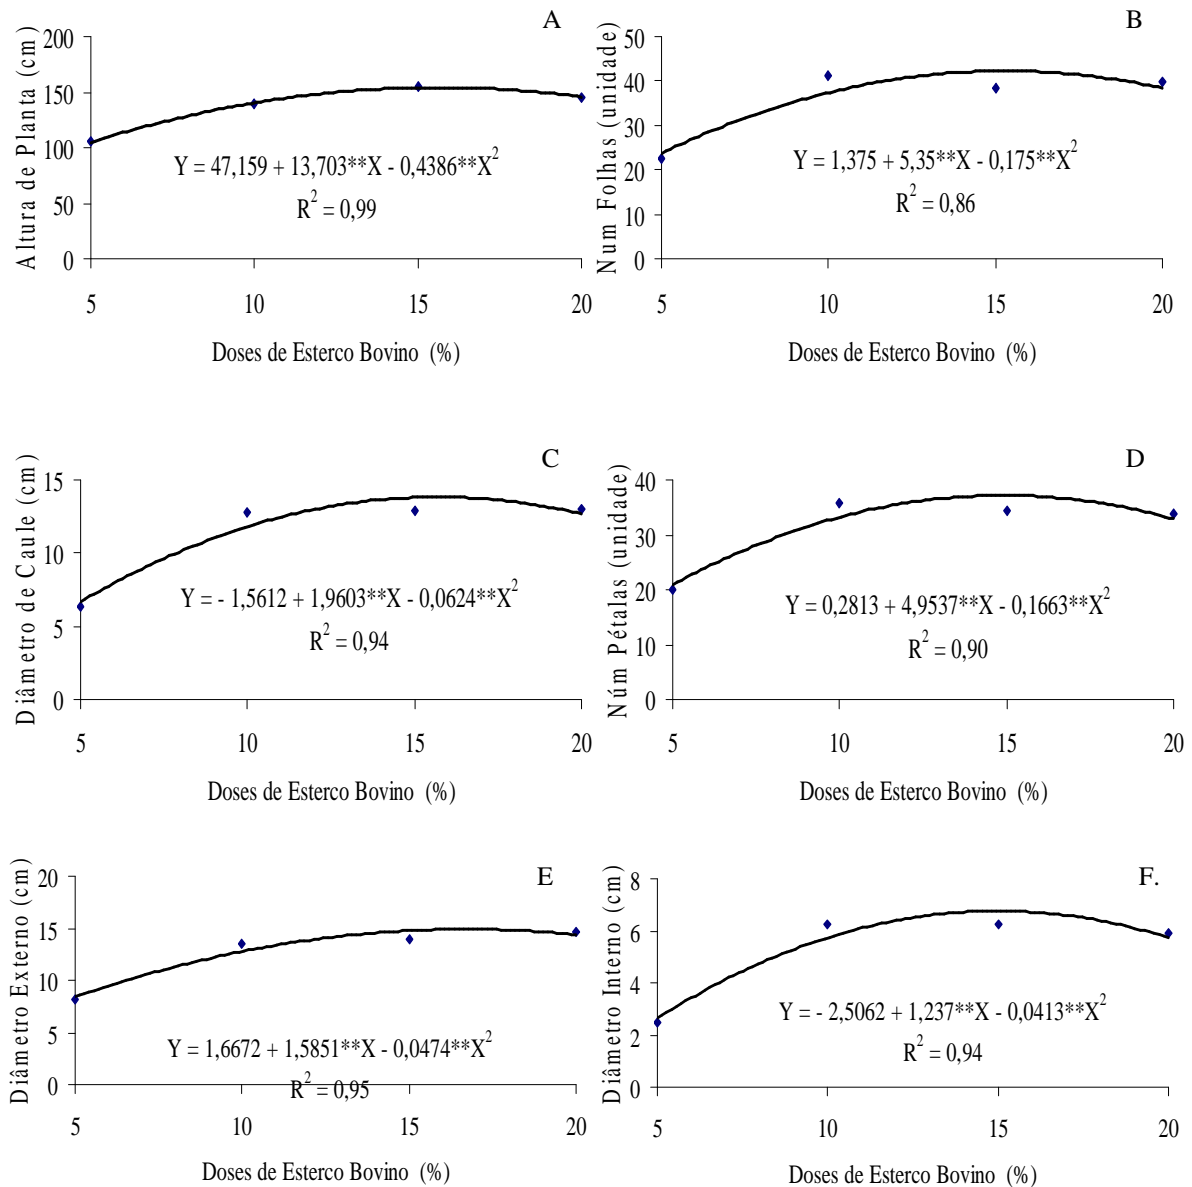 A
Altura de Planta (cm)
200
150
100
50
0
Y = 47,159 + 13,703**X - 0,4386**X²
R² = 0,99
5 10 15 20
Doses de Esterco Bovino (%)
B
Num Folhas (unidade)
50
40
30
20
10
0
Y = 1,375 + 5,35**X - 0,175**X²
R² = 0,86
5 10 15 20
Doses de Esterco Bovino (%)
C
Diâmetro de Caule (cm)
15
10
5
0
Y = - 1,5612 + 1,9603**X - 0,0624**X²
R² = 0,94
5 10 15 20
Doses de Esterco Bovino (%)
D
Núm Pétalas (unidade)
40
30
20
10
0
Y = 0,2813 + 4,9537**X - 0,1663**X²
R² = 0,90
5 10 15 20
Doses de Esterco Bovino (%)
E
Diâmetro Externo (cm)
20
15
10
5
0
Y = 1,6672 + 1,5851**X - 0,0474**X²
R² = 0,95
5 10 15 20
Doses de Esterco Bovino (%)
F.
Diâmetro Interno (cm)
8
6
4
2
0
Y = - 2,5062 + 1,237**X - 0,0413**X²
R² = 0,94
5 10 15 20
Doses de Esterco Bovino (%)